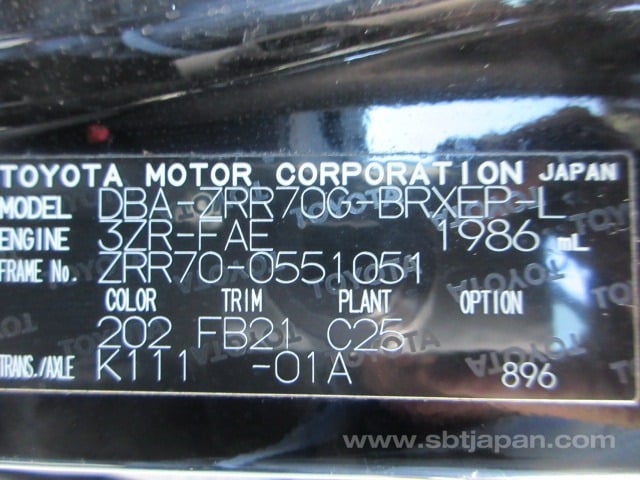 TOYOTA MOTOR CORPORATION JAPAN
MODEL DBA-ZRR70G-BRXEP-L
ENGINE 3ZR-FAE 1986 mL
FRAME No. ZRR70-0551051
COLOR TRIM PLANT OPTION
202 FB21 C25
TRANS./AXLE K111 -01A 896
www.sbtjapan.com